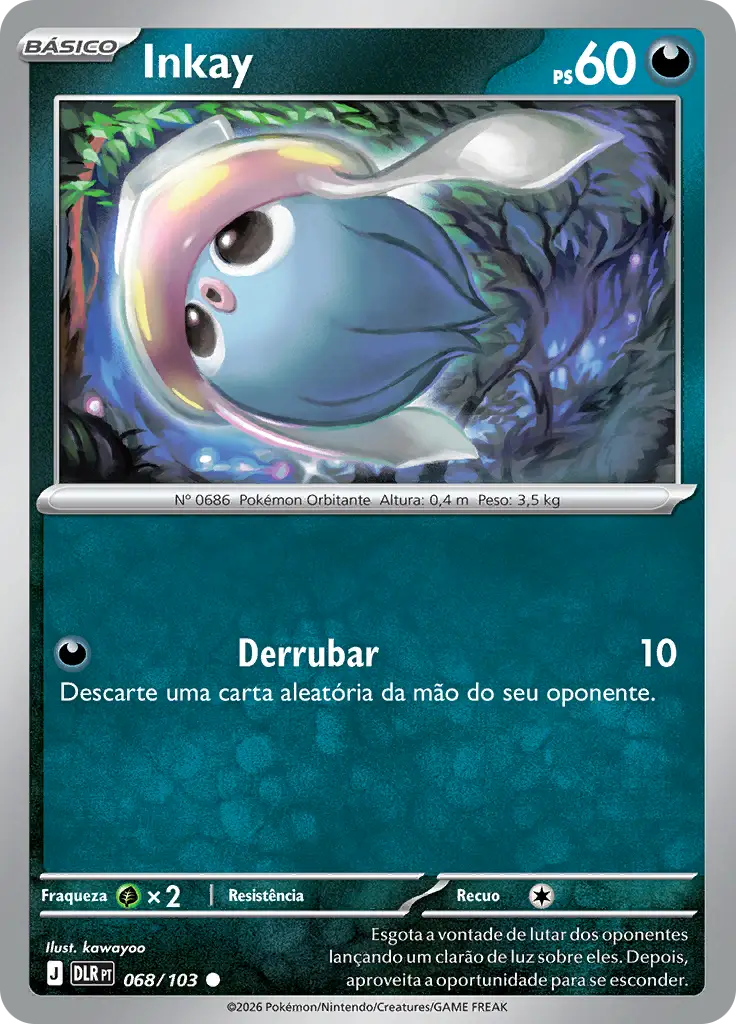 BÁSICO
Inkay
PS 60
Nº 0686 Pokémon Orbitante Altura: 0,4 m Peso: 3,5 kg
Derrubar 10
Descarte uma carta aleatória da mão do seu oponente.
Fraqueza ×2 Resistência Recuo
Ilust. kawayoo
Esgota a vontade de lutar dos oponentes
lançando um clarão de luz sobre eles. Depois,
aproveita a oportunidade para se esconder.
J DLR PT 068/103
©2026 Pokémon/Nintendo/Creatures/GAME FREAK